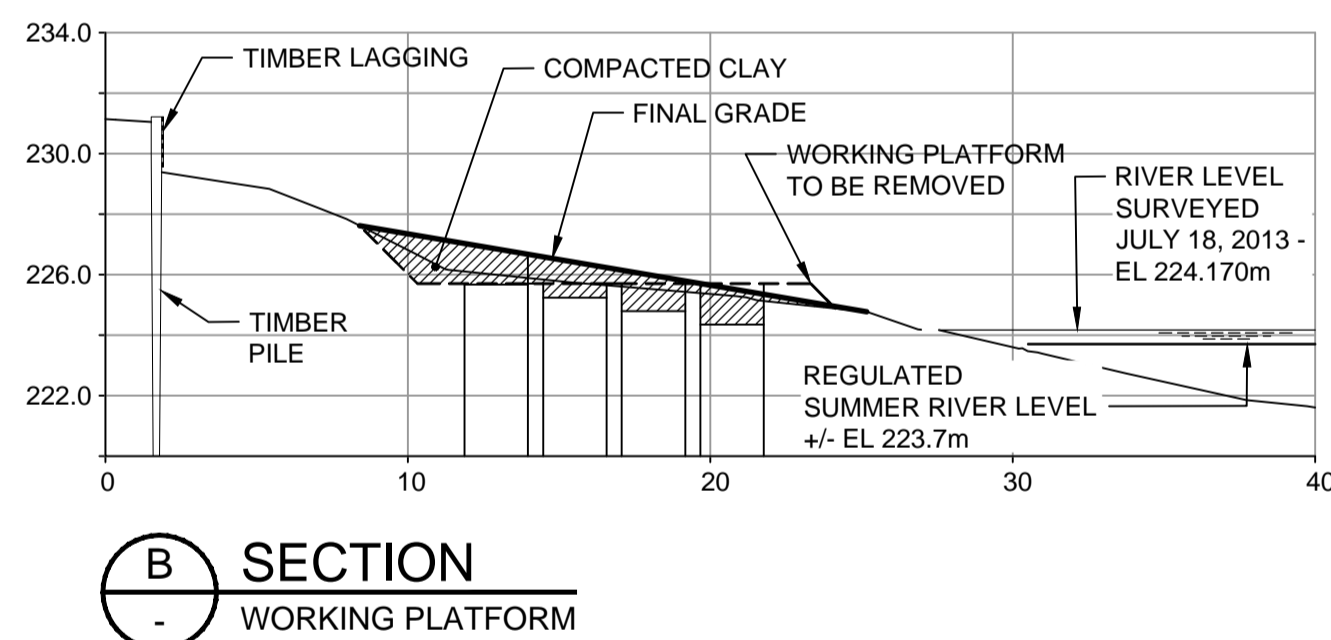 234.0
230.0
226.0
222.0
TIMBER LAGGING
COMPACTED CLAY
FINAL GRADE
WORKING PLATFORM
TO BE REMOVED
RIVER LEVEL
SURVEYED
JULY 18, 2013 -
EL 224.170m
TIMBER
PILE
REGULATED
SUMMER RIVER LEVEL
+/- EL 223.7m
0
10
20
30
40
B
-
SECTION
WORKING PLATFORM